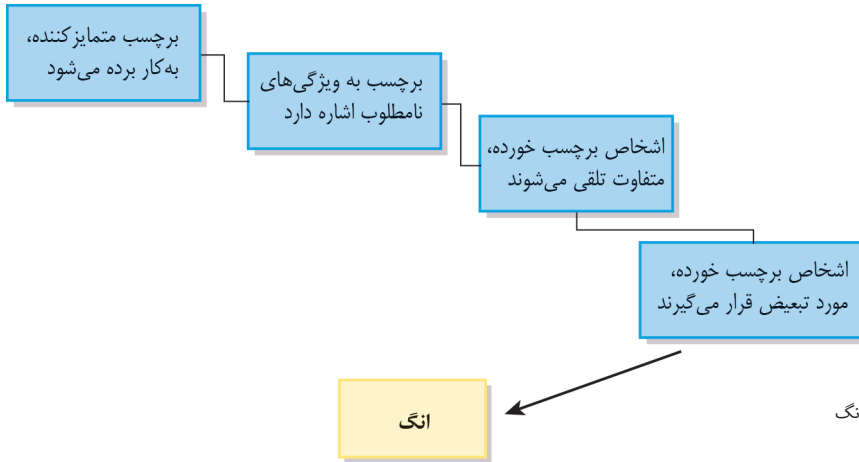 برچسب متمایزکننده،
به‌کار برده می‌شود
برچسب به ویژگی‌های
نامطلوب اشاره دارد
اشخاص برچسب خورده،
متفاوت تلقی می‌شوند
اشخاص برچسب خورده،
مورد تبعیض قرار می‌گیرند
انگ
نگ